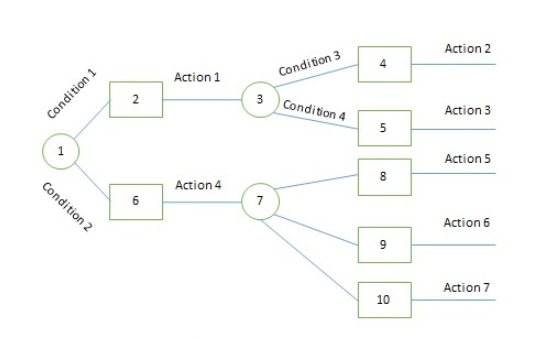 Condition 1
Condition 2
1
2
Action 1
3
Condition 3
Condition 4
4
Action 2
5
Action 3
6
Action 4
7
8
Action 5
9
Action 6
10
Action 7